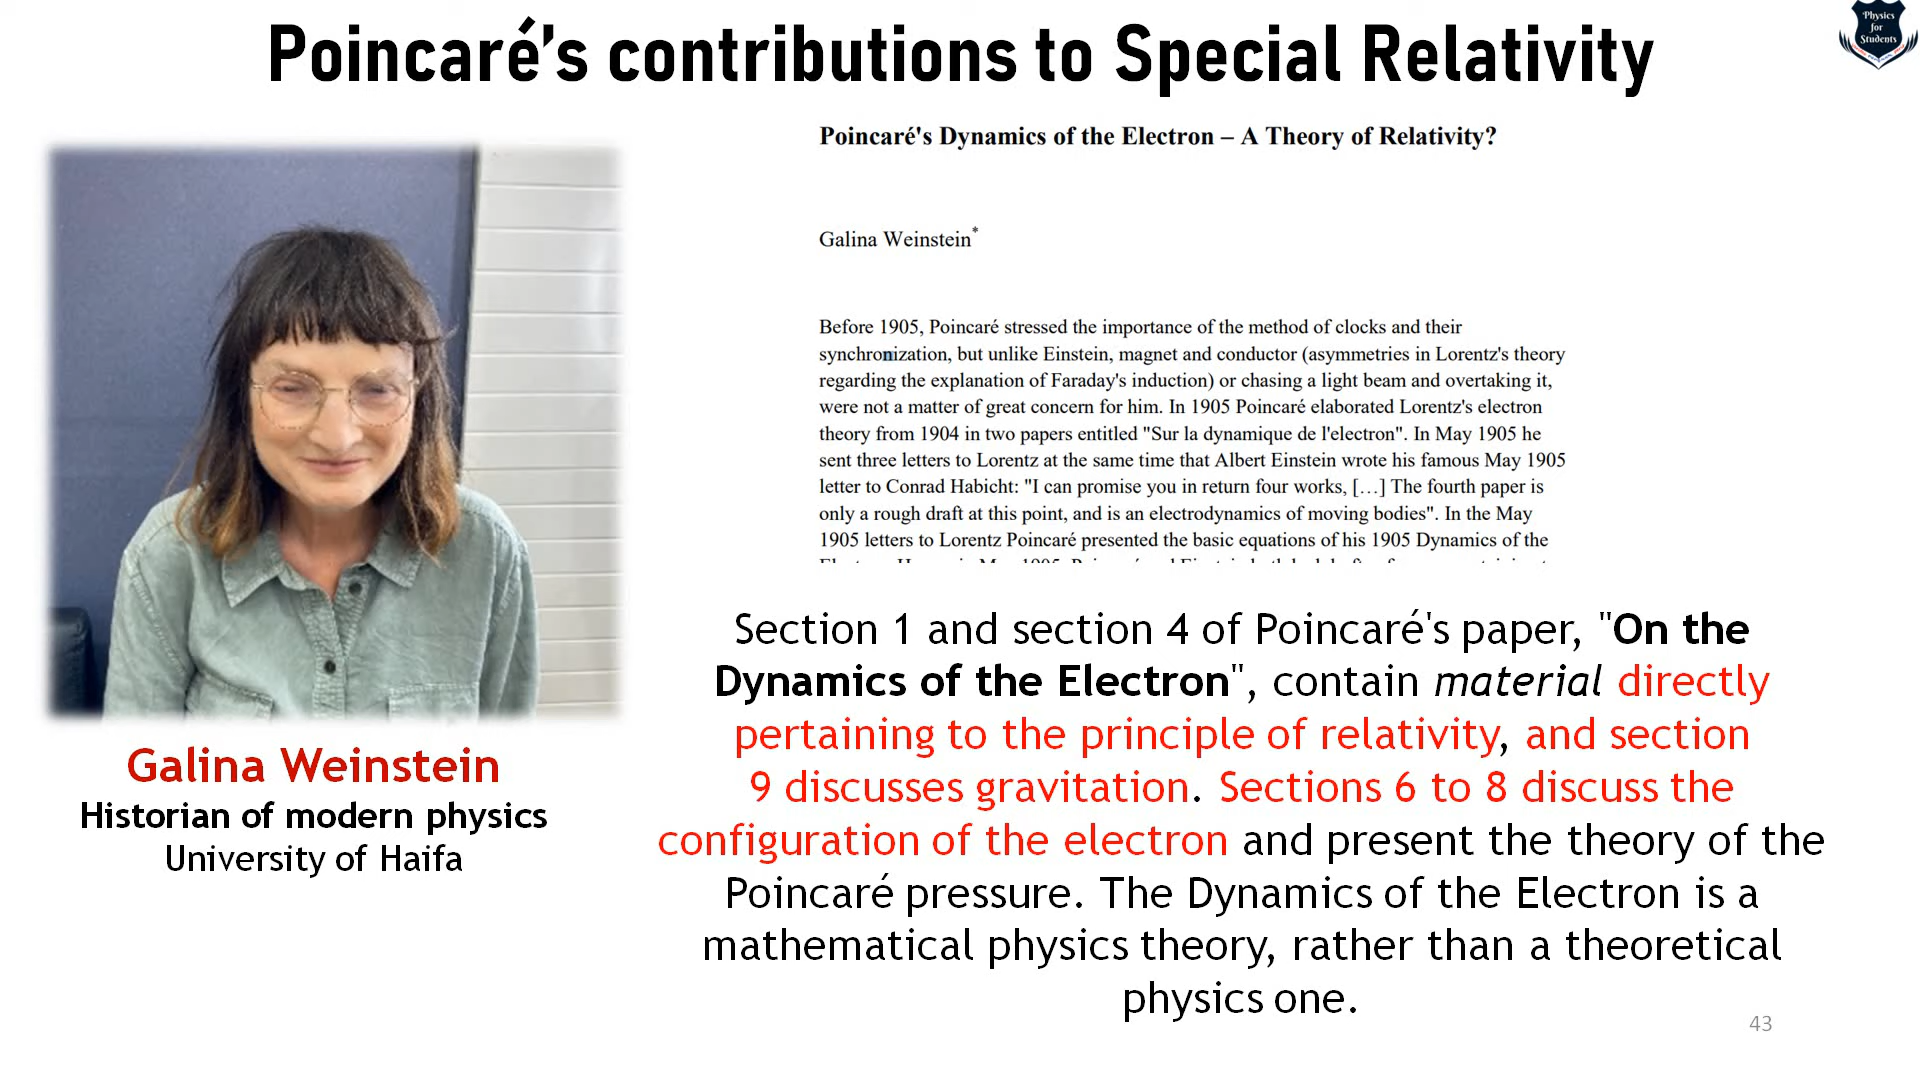 Poincaré's contributions to Special Relativity
Physics
for
Students
Poincaré's Dynamics of the Electron – A Theory of Relativity?
Galina Weinstein*
Before 1905, Poincaré stressed the importance of the method of clocks and their
synchronization, but unlike Einstein, magnet and conductor (asymmetries in Lorentz's theory
regarding the explanation of Faraday's induction) or chasing a light beam and overtaking it,
were not a matter of great concern for him. In 1905 Poincaré elaborated Lorentz's electron
theory from 1904 in two papers entitled "Sur la dynamique de l'electron". In May 1905 he
sent three letters to Lorentz at the same time that Albert Einstein wrote his famous May 1905
letter to Conrad Habicht: "I can promise you in return four works, […] The fourth paper is
only a rough draft at this point, and is an electrodynamics of moving bodies". In the May
1905 letters to Lorentz Poincaré presented the basic equations of his 1905 Dynamics of the
Galina Weinstein
Historian of modern physics
University of Haifa
Section 1 and section 4 of Poincaré's paper, "On the
Dynamics of the Electron", contain material directly
pertaining to the principle of relativity, and section
9 discusses gravitation. Sections 6 to 8 discuss the
configuration of the electron and present the theory of the
Poincaré pressure. The Dynamics of the Electron is a
mathematical physics theory, rather than a theoretical
physics one.
43